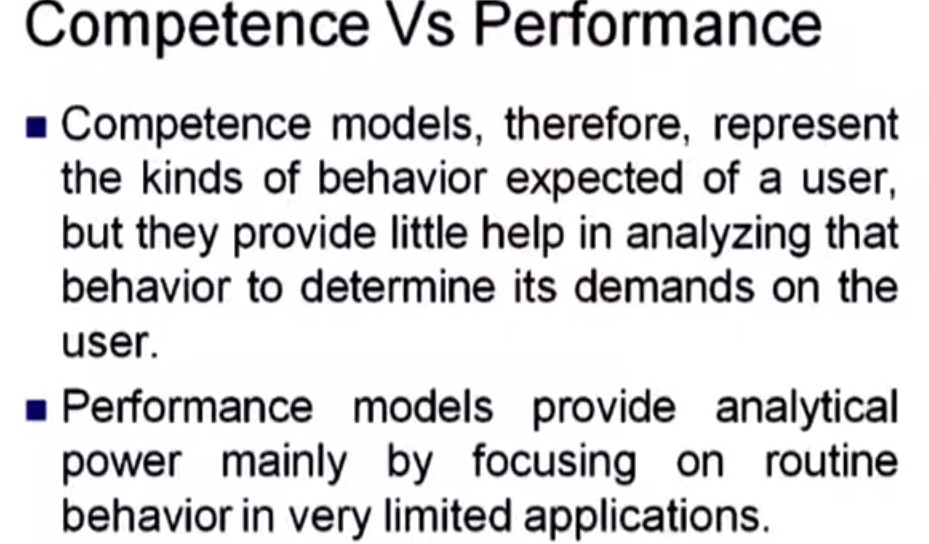 Competence Vs Performance
■ Competence models, therefore, represent
the kinds of behavior expected of a user,
but they provide little help in analyzing that
behavior to determine its demands on the
user.
■ Performance models provide analytical
power mainly by focusing on routine
behavior in very limited applications.